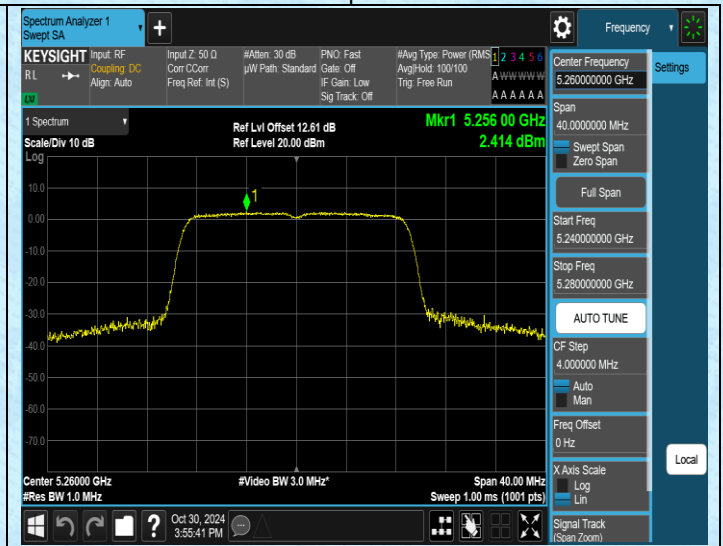 Spectrum Analyzer 1
Swept SA
+
Frequency
KEYSIGHT
RL
Input: RF
Coupling: DC
Align: Auto
Input Z: 50 Ω
Corr CCorr
Freq Ref: Int (S)
#Atten: 30 dB
µW Path: Standard
PNO: Fast
Gate: Off
IF Gain: Low
Sig Track: Off
#Avg Type: Power (RMS
Avg|Hold: 100/100
Trig: Free Run
1 2 3 4 5 6
A W W W W W
A A A A A A
1 Spectrum
Scale/Div 10 dB
Log
Ref Lvl Offset 12.61 dB
Ref Level 20.00 dBm
Mkr1 5.256 00 GHz
2.414 dBm
1
10.0
0.00
-10.0
-20.0
-30.0
-40.0
-50.0
-60.0
-70.0
Center 5.26000 GHz
#Res BW 1.0 MHz
#Video BW 3.0 MHz*
Span 40.00 MHz
Sweep 1.00 ms (1001 pts)
Oct 30, 2024
3:55:41 PM
?
Center Frequency
5.260000000 GHz
Settings
Span
40.0000000 MHz
Swept Span
Zero Span
Full Span
Start Freq
5.240000000 GHz
Stop Freq
5.280000000 GHz
AUTO TUNE
CF Step
4.000000 MHz
Auto
Man
Freq Offset
0 Hz
X Axis Scale
Log
Lin
Local
Signal Track
(Span Zoom)